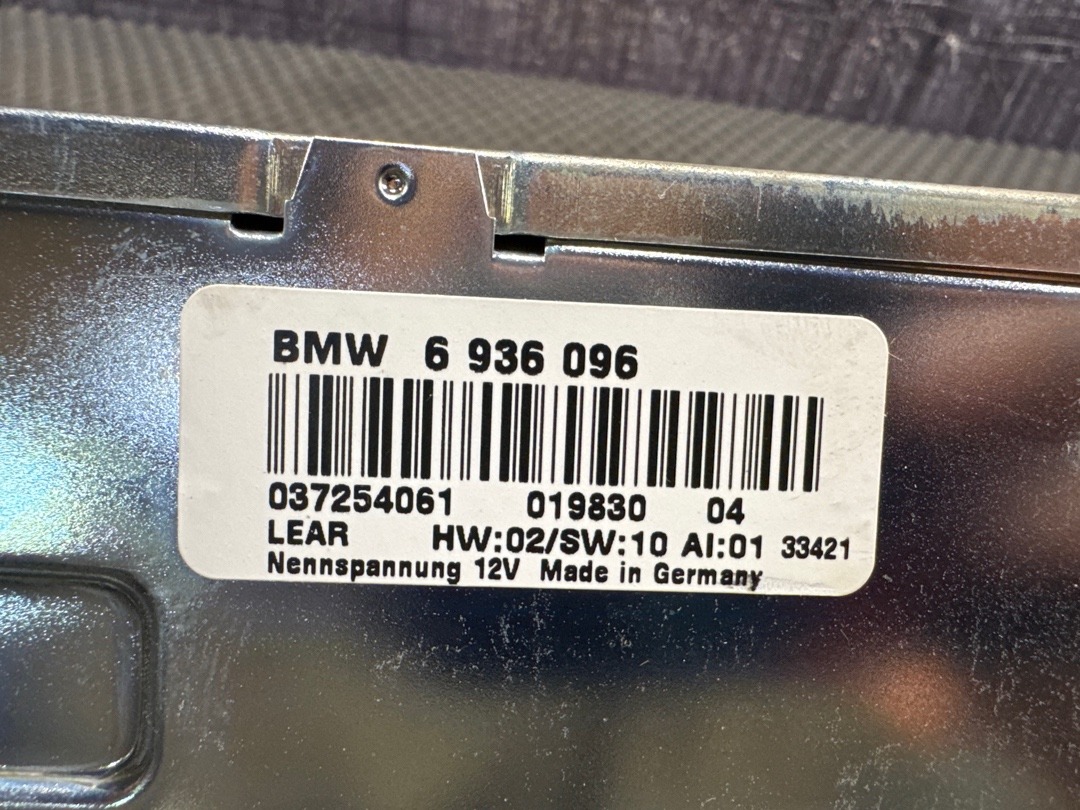 BMW 6 936 096
037254061 019830 04
LEAR HW:02/SW:10 AI:01 33421
Nennspannung 12V Made in Germany